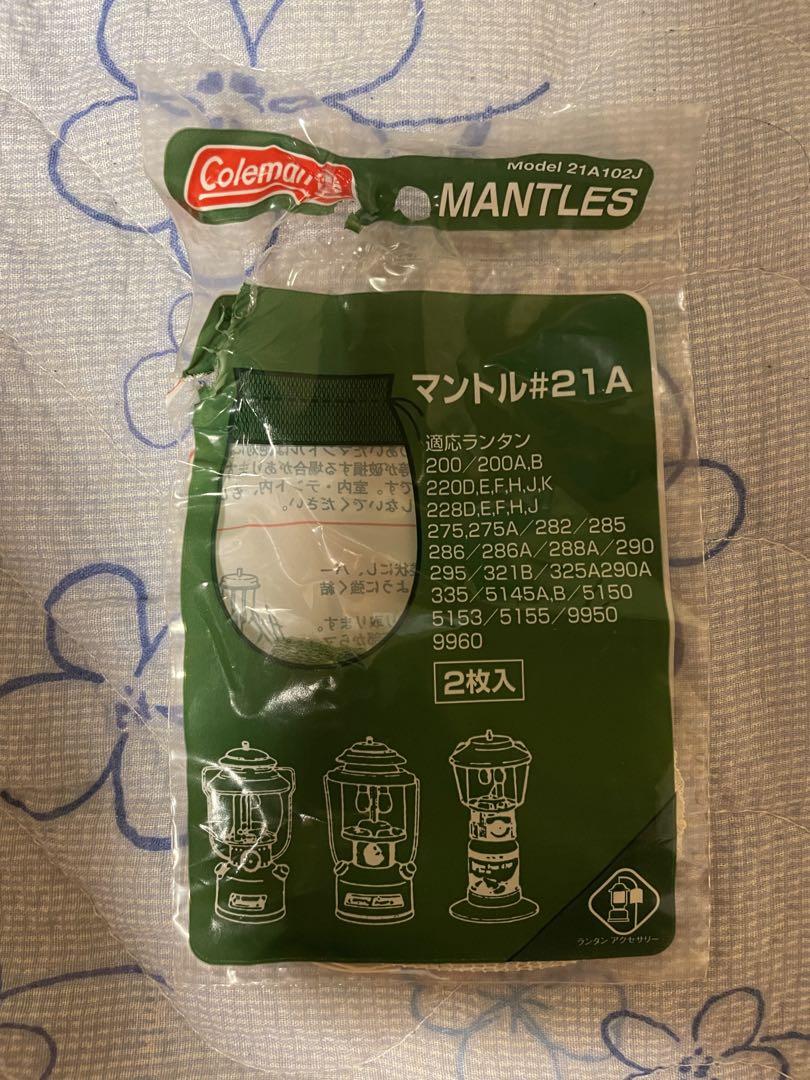 Coleman
Model 21A102J
MANTLES
マントル#21A
適応ランタン
200／200A,B
220D,E,F,H,J,K
228D,E,F,H,J
275,275A／282／285
286／286A／288A／290
295／321B／325A290A
335／5145A,B／5150
5153／5155／9950
9960
2枚入
ランタン アクセサリー